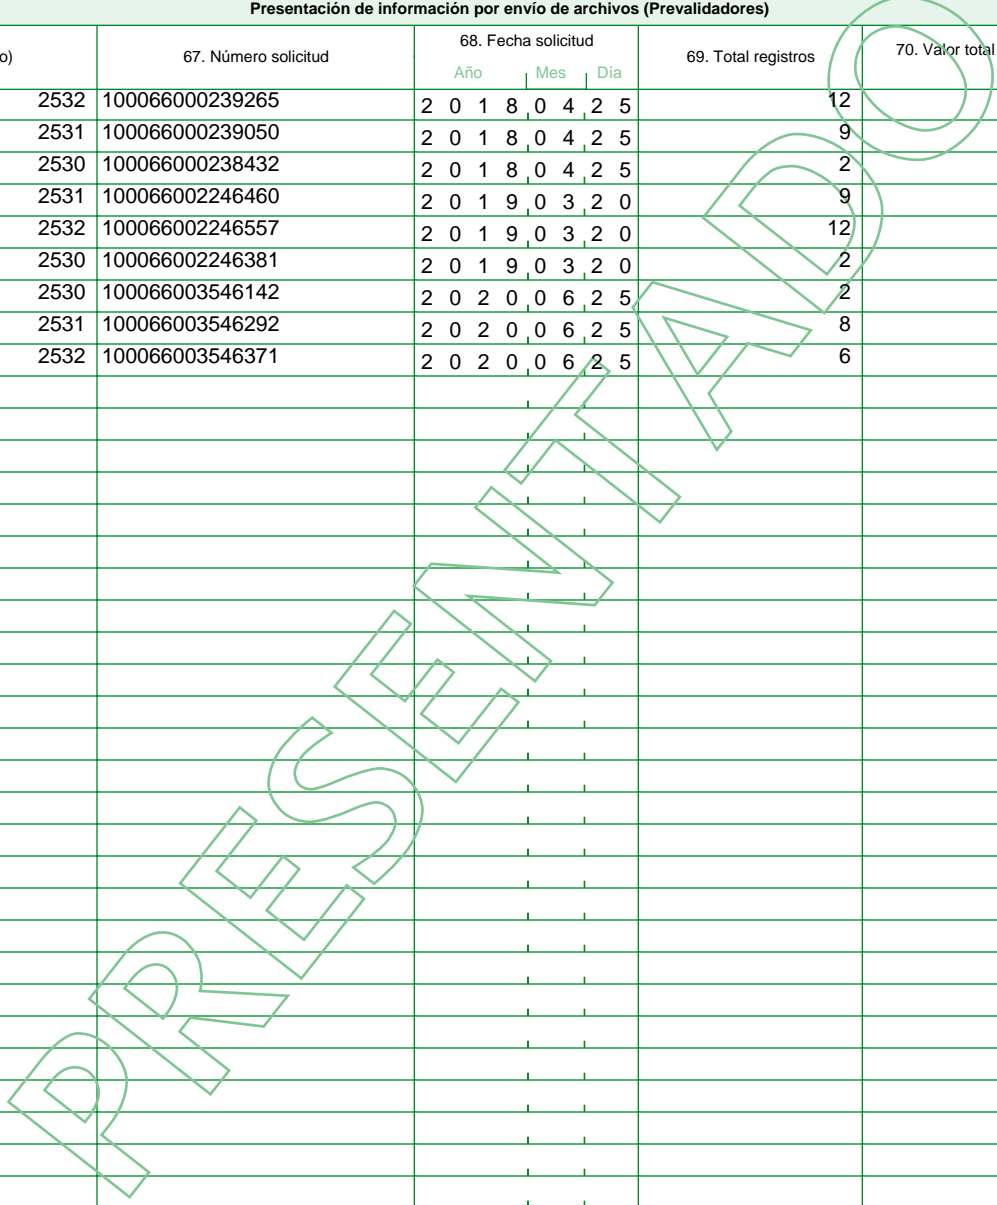 Presentación de información por envío de archivos (Prevalidadores)
o) 67. Número solicitud 68. Fecha solicitud 69. Total registros 70. Valor total
Año Mes Día
2532 100066000239265 2 0 1 8 0 4 2 5 12
2531 100066000239050 2 0 1 8 0 4 2 5 9
2530 100066000238432 2 0 1 8 0 4 2 5 2
2531 100066002246460 2 0 1 9 0 3 2 0 9
2532 100066002246557 2 0 1 9 0 3 2 0 12
2530 100066002246381 2 0 1 9 0 3 2 0 2
2530 100066003546142 2 0 2 0 0 6 2 5 2
2531 100066003546292 2 0 2 0 0 6 2 5 8
2532 100066003546371 2 0 2 0 0 6 2 5 6
PRESENTADO